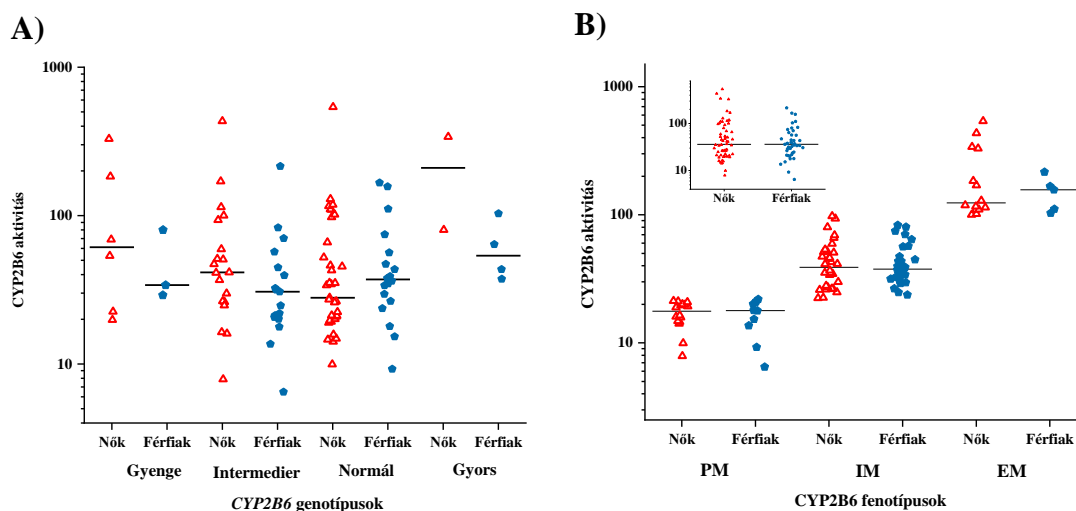 A)
CYP2B6 aktivitás
1000
100
10
Nők Férfiak Nők Férfiak Nők Férfiak Nők Férfiak
Gyenge Intermedier Normál Gyors
CYP2B6 genotípusok
B)
CYP2B6 aktivitás
1000
100
10
100
10
Nők Férfiak
Nők Férfiak Nők Férfiak Nők Férfiak
PM IM EM
CYP2B6 fenotípusok